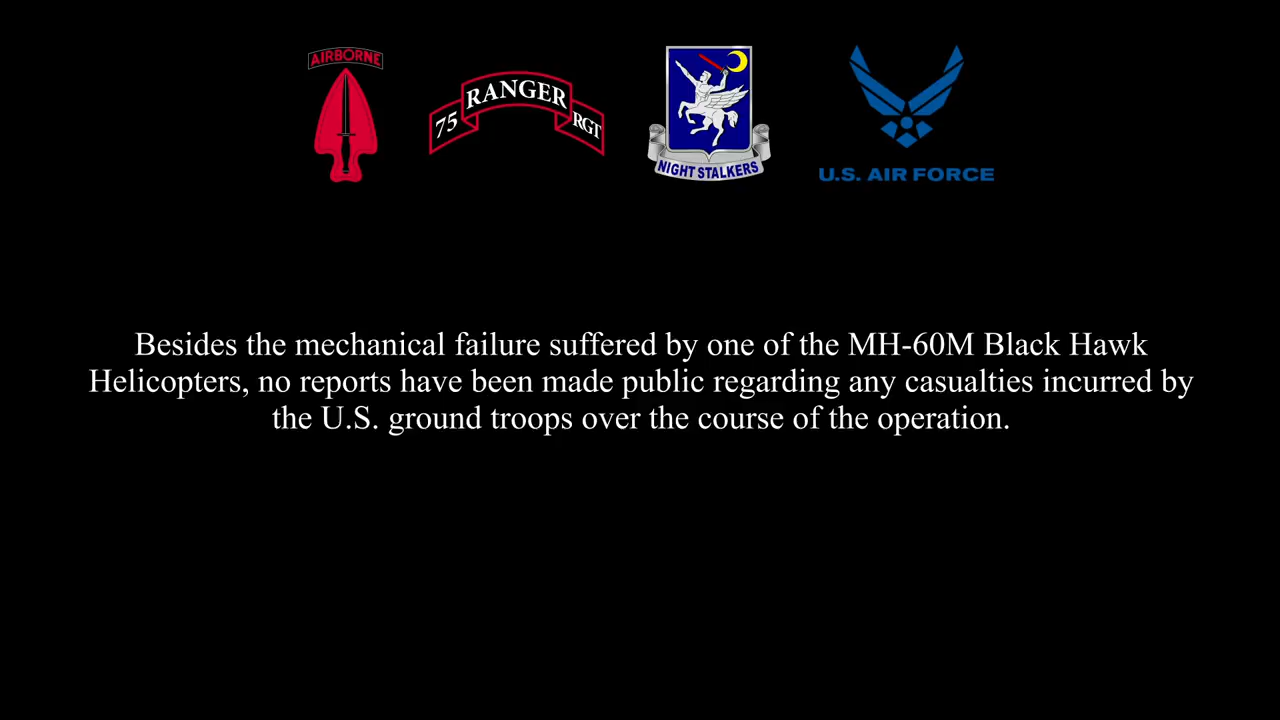 AIRBORNE
75 RANGER RGT
NIGHT STALKERS
U.S. AIR FORCE
Besides the mechanical failure suffered by one of the MH-60M Black Hawk
Helicopters, no reports have been made public regarding any casualties incurred by
the U.S. ground troops over the course of the operation.